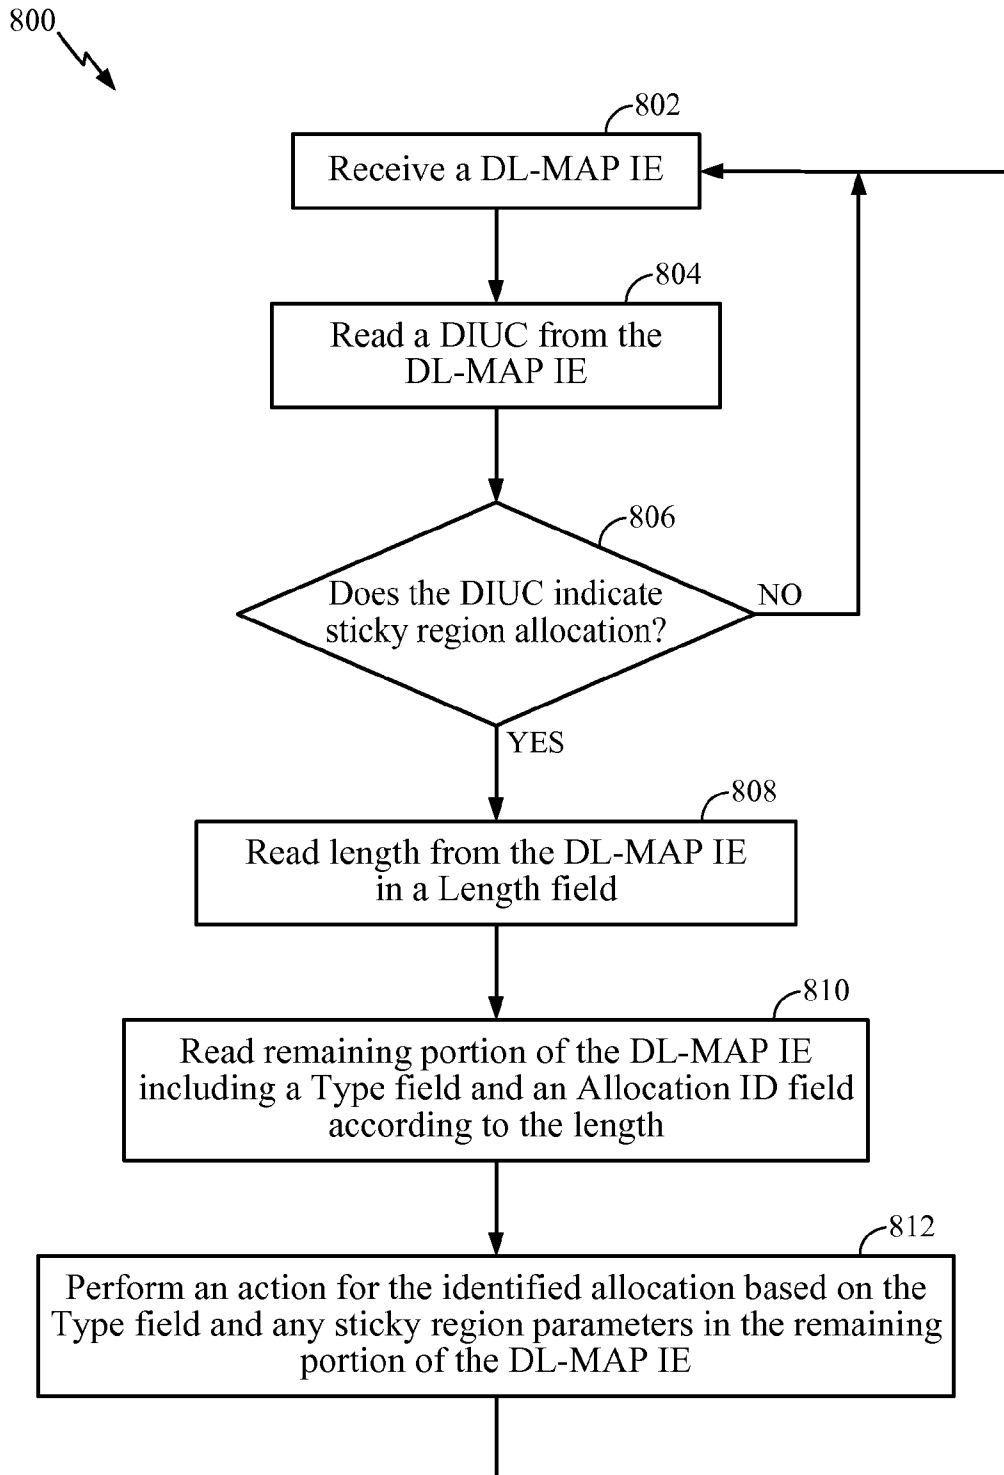 800
802
Receive a DL-MAP IE
804
Read a DIUC from the
DL-MAP IE
806
Does the DIUC indicate
sticky region allocation?
NO
YES
808
Read length from the DL-MAP IE
in a Length field
810
Read remaining portion of the DL-MAP IE
including a Type field and an Allocation ID field
according to the length
812
Perform an action for the identified allocation based on the
Type field and any sticky region parameters in the remaining
portion of the DL-MAP IE